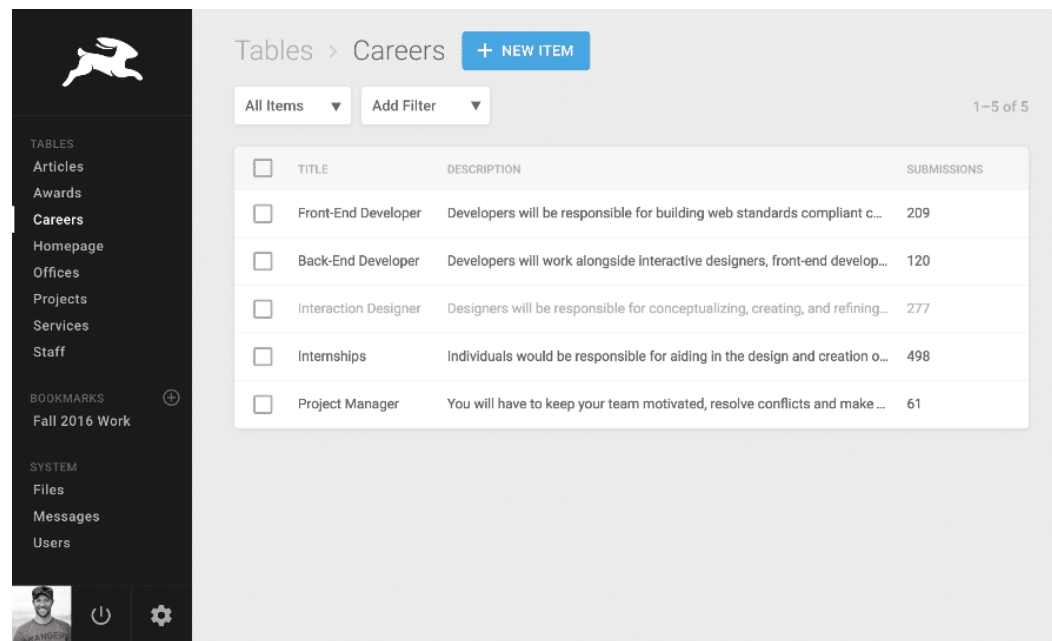 Tables > Careers + NEW ITEM
All Items ▼ Add Filter ▼ 1–5 of 5
TABLES
Articles
Awards
Careers
Homepage
Offices
Projects
Services
Staff
BOOKMARKS
Fall 2016 Work
SYSTEM
Files
Messages
Users
TITLE DESCRIPTION SUBMISSIONS
Front-End Developer Developers will be responsible for building web standards compliant c... 209
Back-End Developer Developers will work alongside interactive designers, front-end develop... 120
Interaction Designer Designers will be responsible for conceptualizing, creating, and refining... 277
Internships Individuals would be responsible for aiding in the design and creation o... 498
Project Manager You will have to keep your team motivated, resolve conflicts and make ... 61